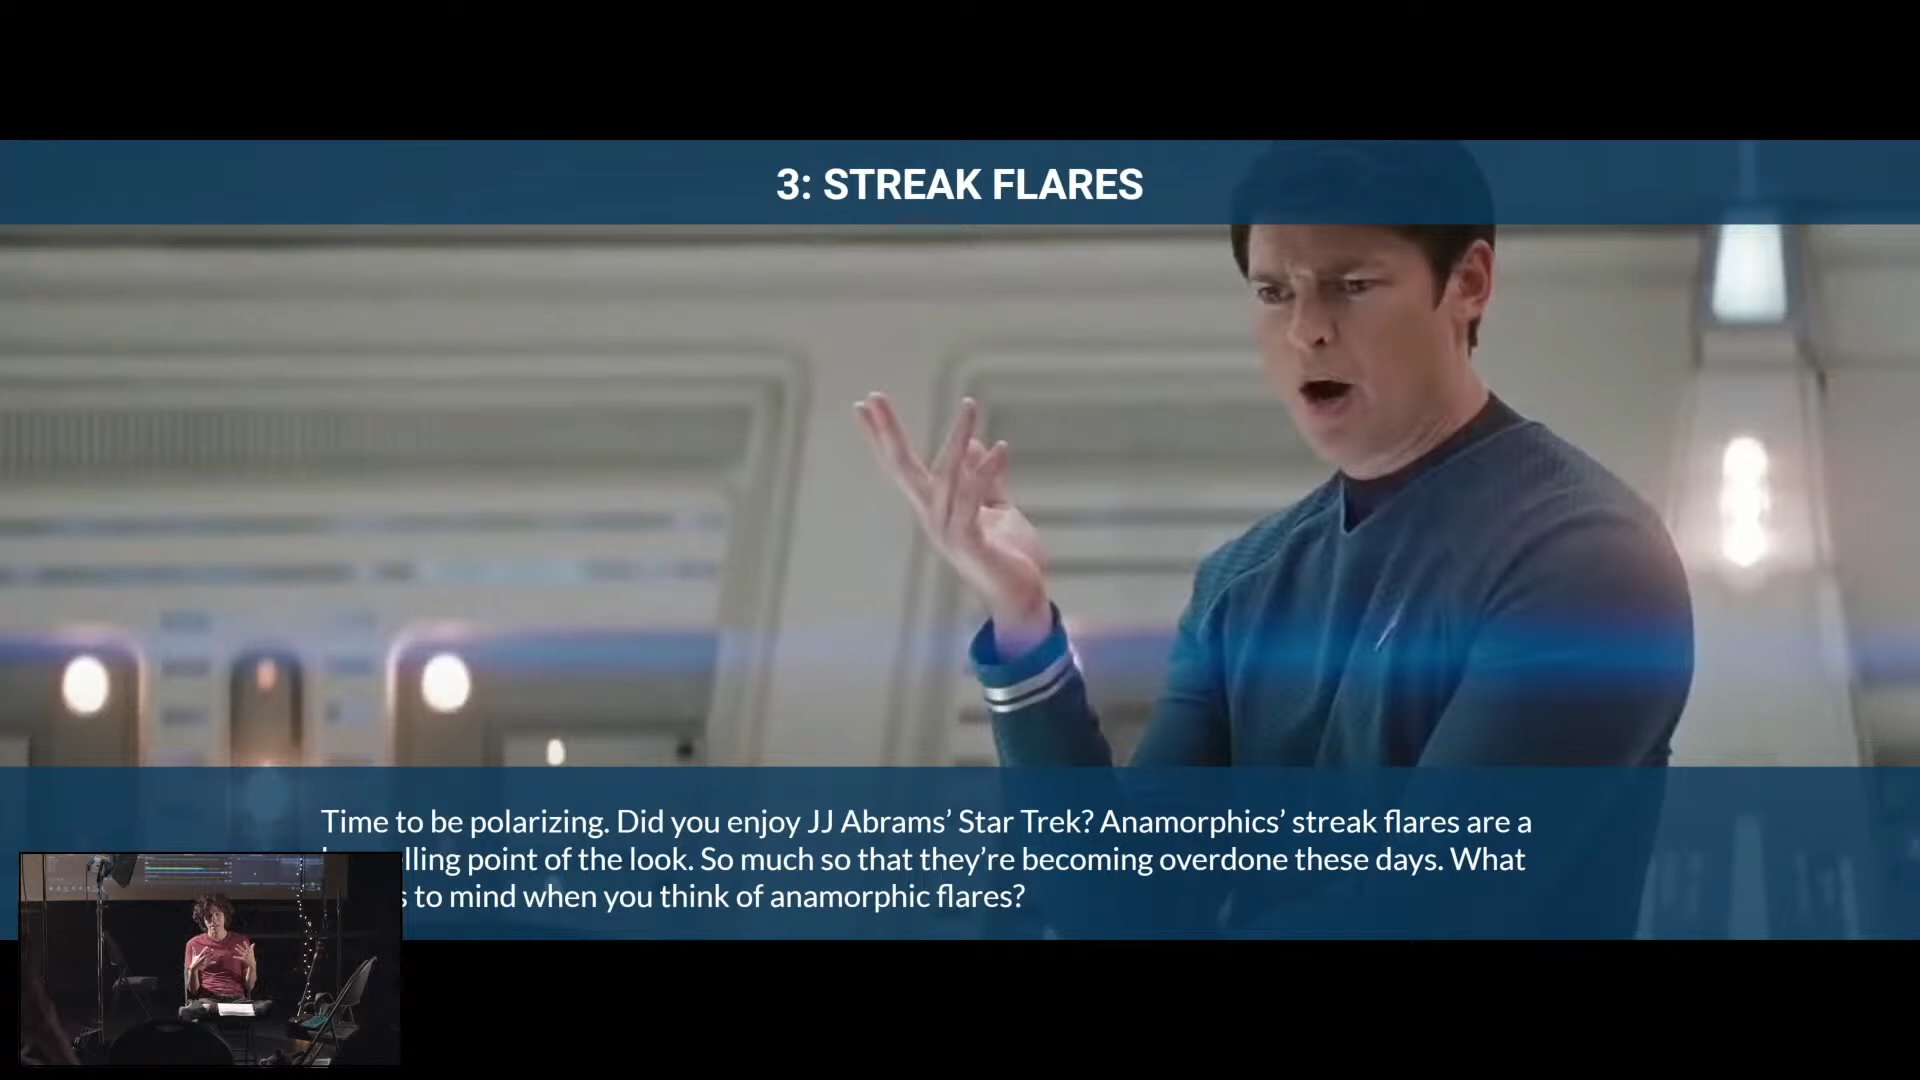 3: STREAK FLARES
Time to be polarizing. Did you enjoy JJ Abrams’ Star Trek? Anamorphics’ streak flares are a
lling point of the look. So much so that they’re becoming overdone these days. What
s to mind when you think of anamorphic flares?